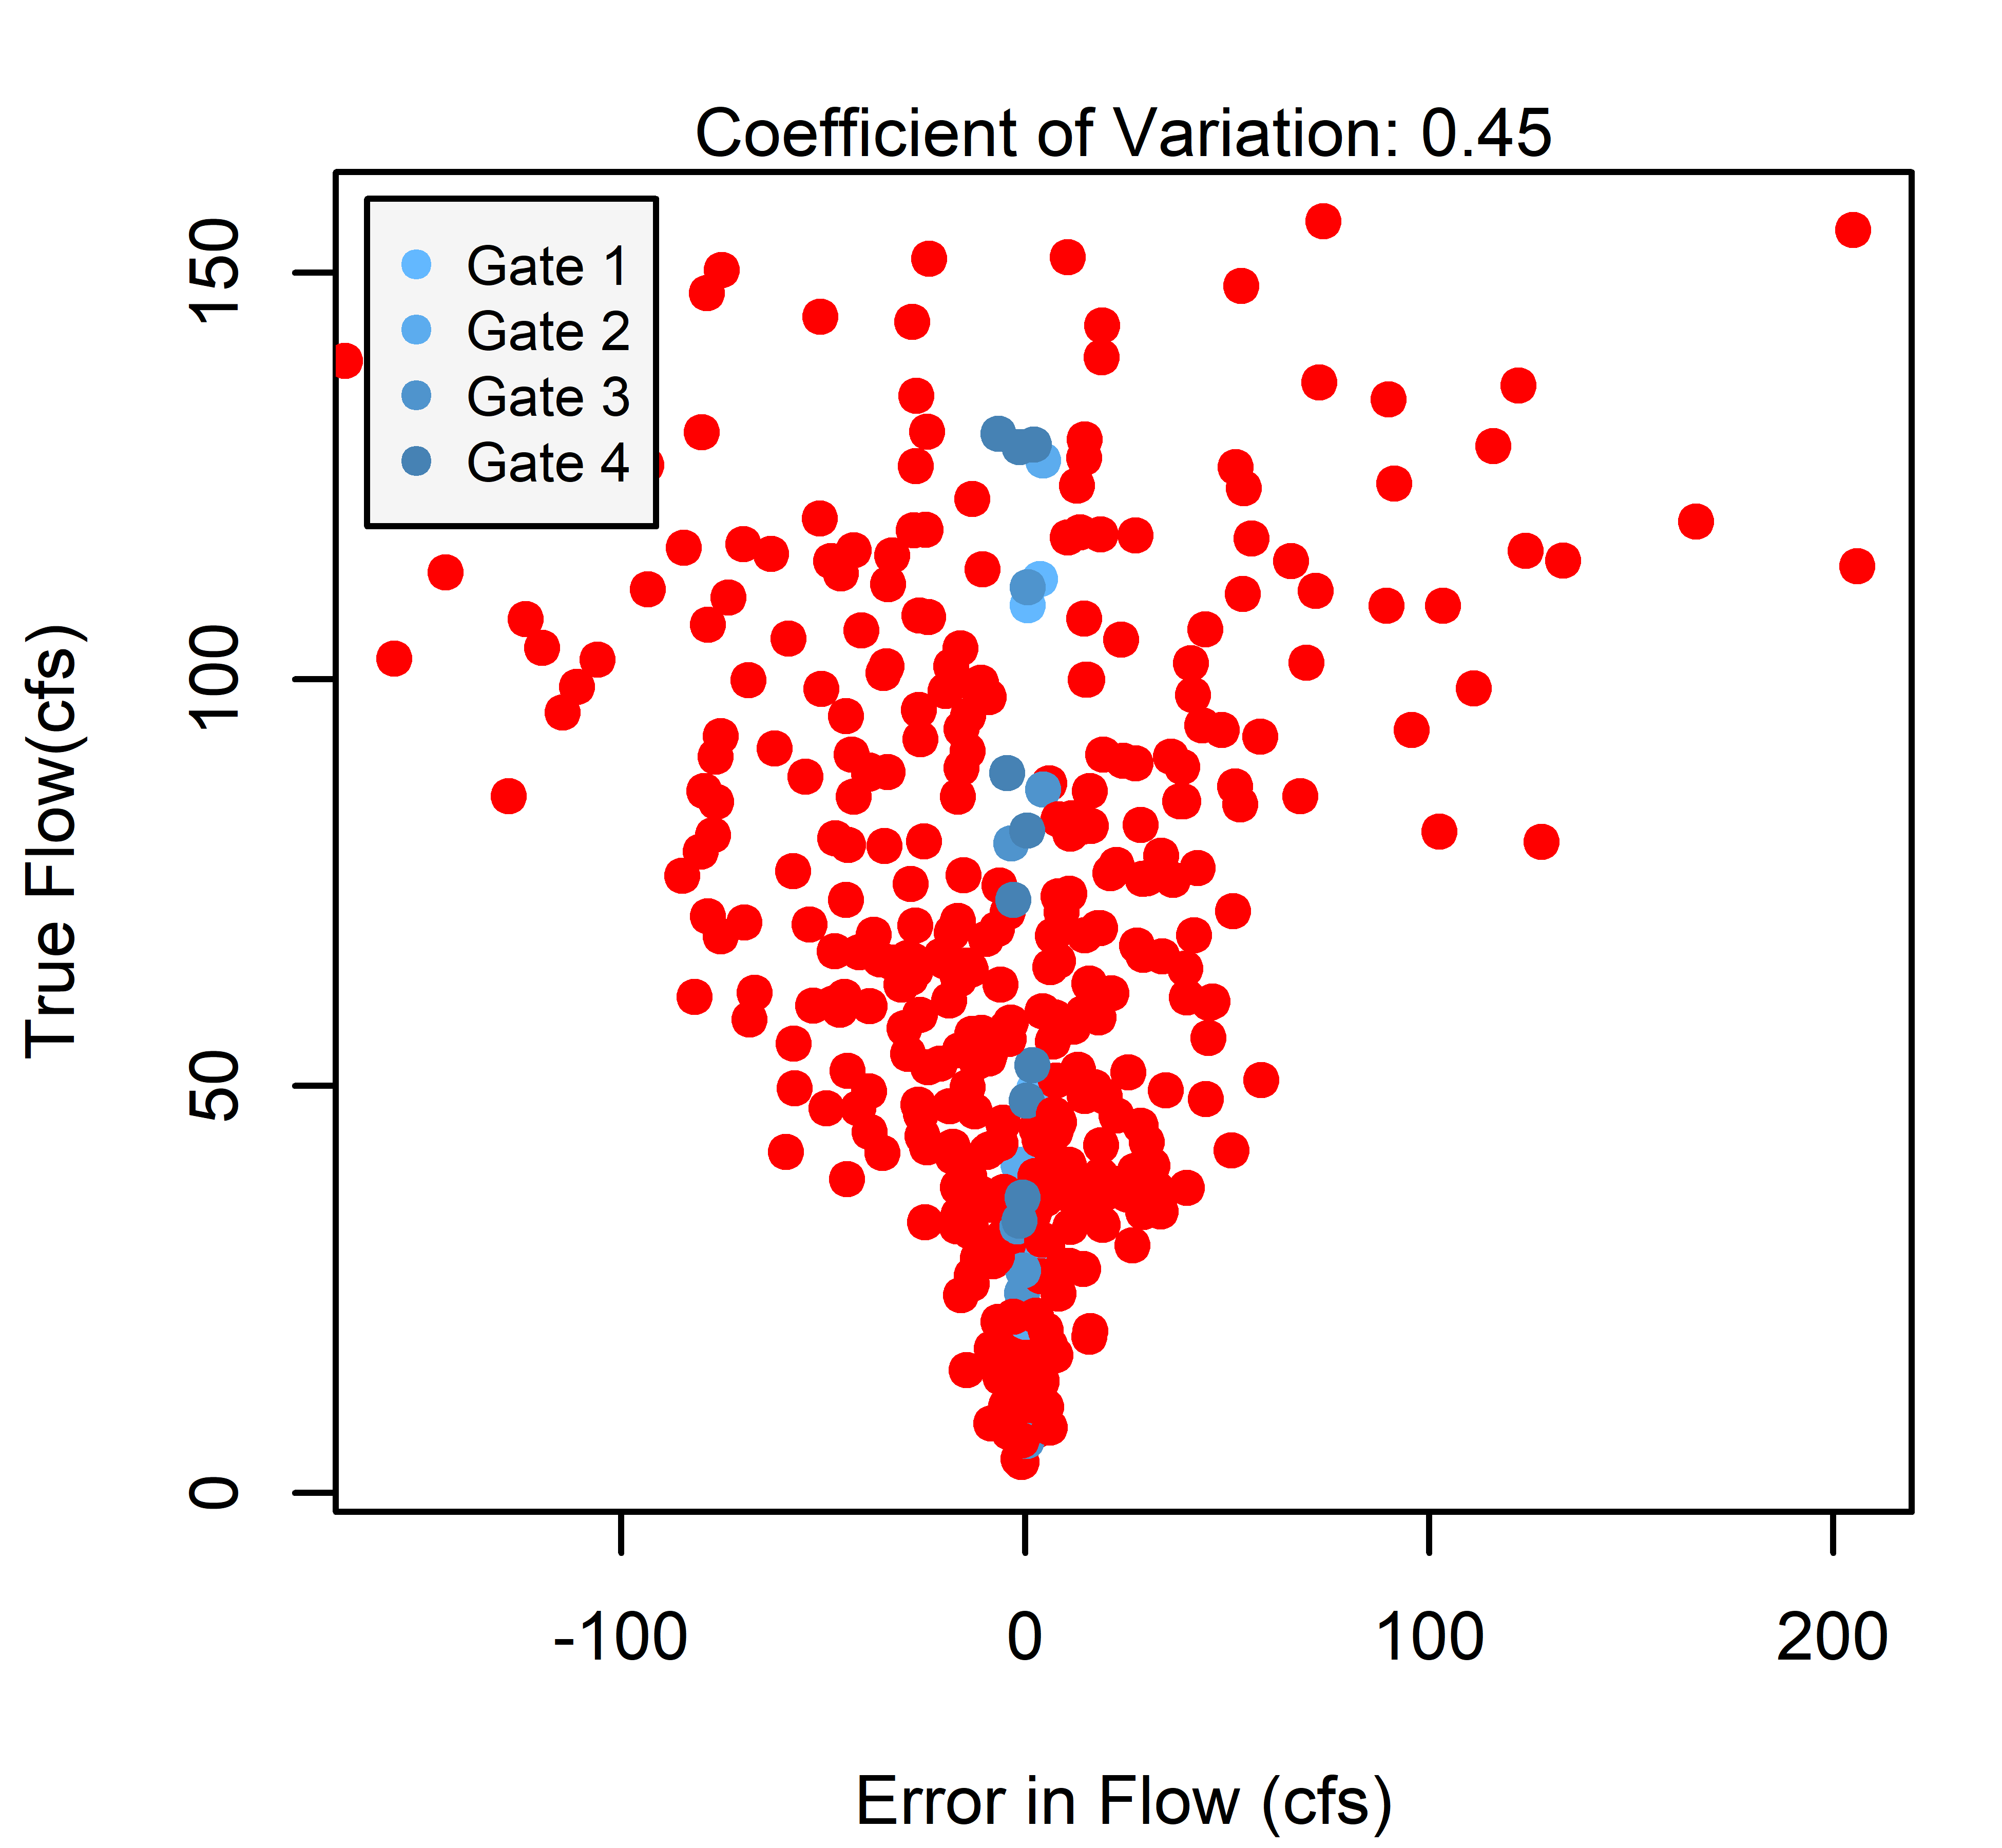 Coefficient of Variation: 0.45
Gate 1
Gate 2
Gate 3
Gate 4
True Flow(cfs)
150
100
50
0
-100 0 100 200
Error in Flow (cfs)